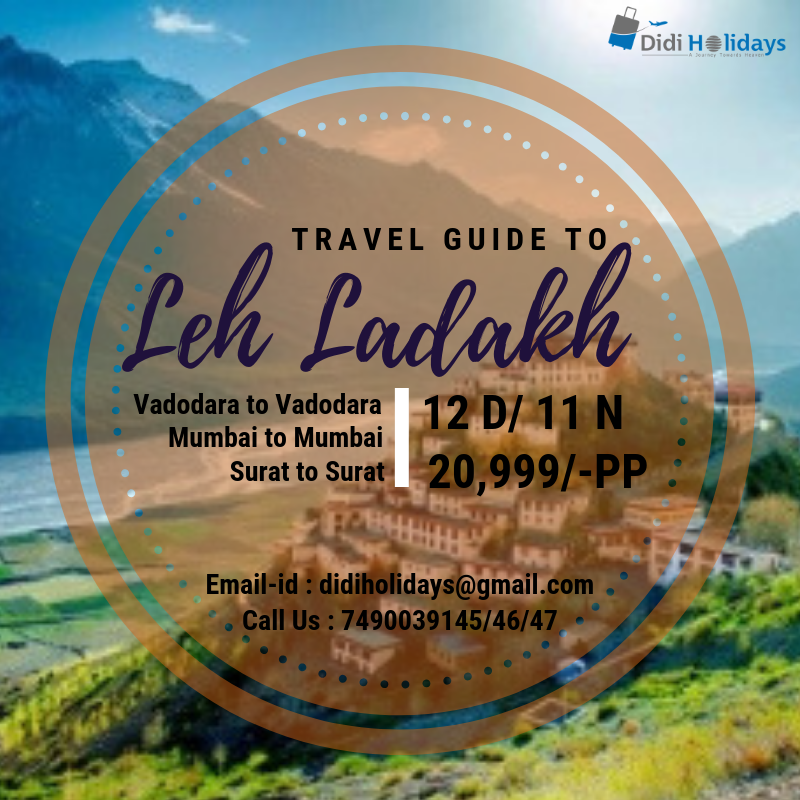 Didi Holidays
A Journey Towards Heaven
TRAVEL GUIDE TO
Leh Ladakh
Vadodara to Vadodara
Mumbai to Mumbai
Surat to Surat
12 D/ 11 N
20,999/-PP
Email-id : didiholidays@gmail.com
Call Us : 7490039145/46/47